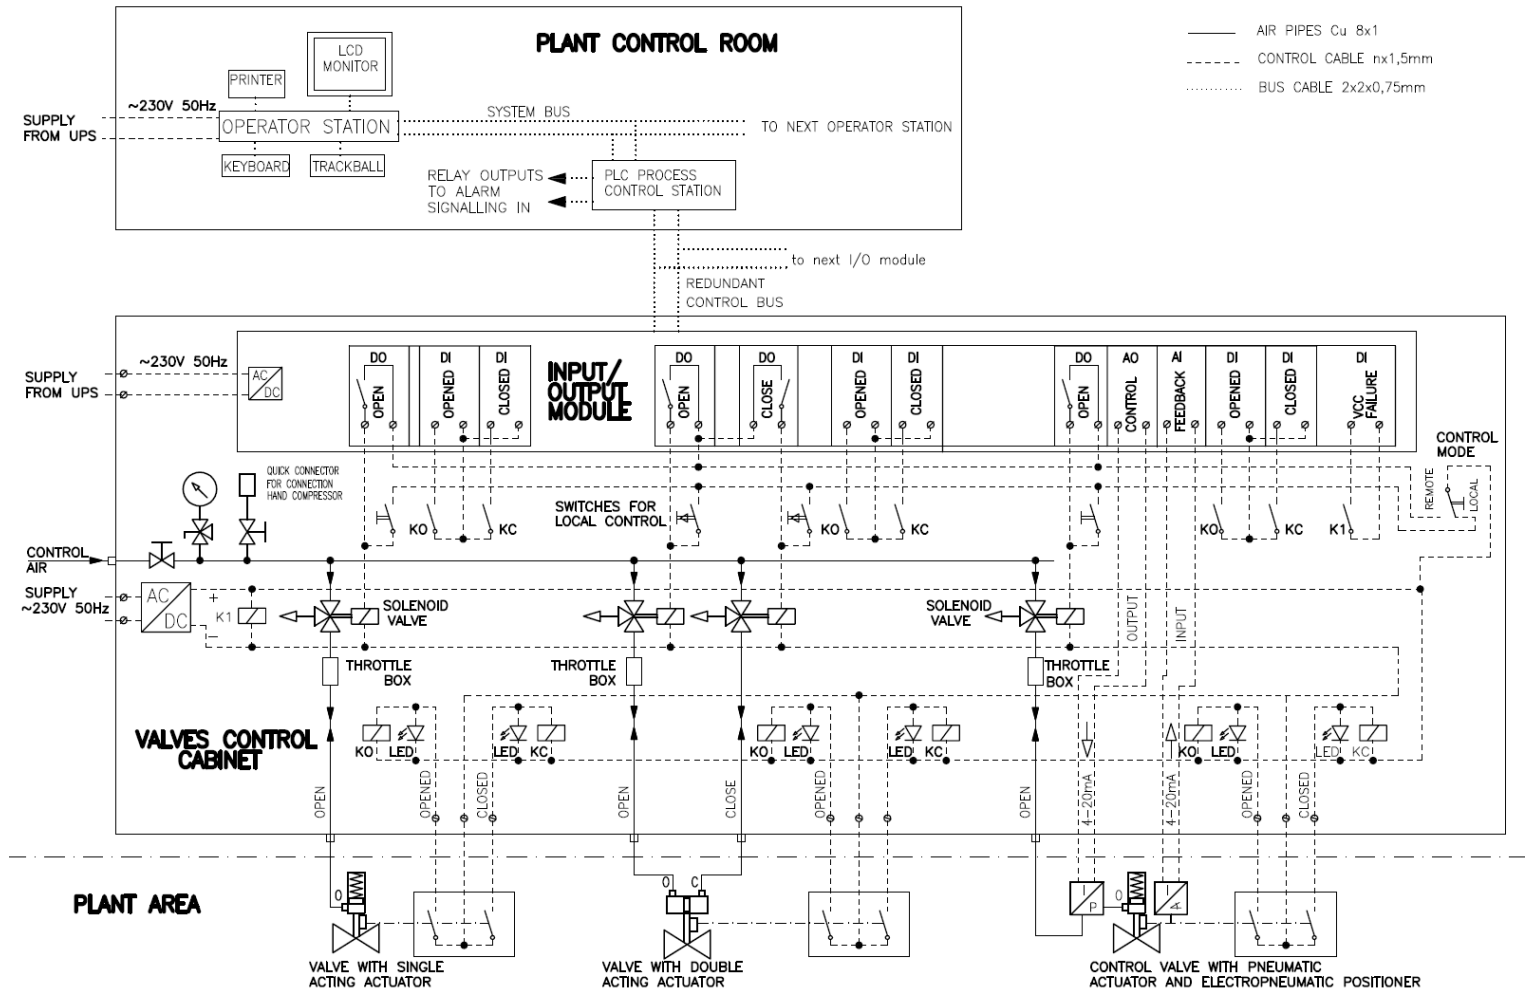 PLANT CONTROL ROOM
AIR PIPES Cu 8x1
CONTROL CABLE nx1,5mm
BUS CABLE 2x2x0,75mm
LCD
MONITOR
PRINTER
~230V 50Hz
SUPPLY
FROM UPS
OPERATOR STATION
SYSTEM BUS
TO NEXT OPERATOR STATION
KEYBOARD
TRACKBALL
RELAY OUTPUTS
TO ALARM
SIGNALLING IN
PLC PROCESS
CONTROL STATION
to next I/O module
REDUNDANT
CONTROL BUS
~230V 50Hz
SUPPLY
FROM UPS
AC
DC
DO
OPEN
DI
OPENED
DI
CLOSED
INPUT/
OUTPUT
MODULE
DO
OPEN
DO
CLOSE
DI
OPENED
DI
CLOSED
DO
OPEN
AO
CONTROL
AI
FEEDBACK
DI
OPENED
DI
CLOSED
DI
VCC
FAILURE
CONTROL
MODE
REMOTE
LOCAL
QUICK CONNECTOR
FOR CONNECTION
HAND COMPRESSOR
KO
KC
SWITCHES FOR
LOCAL CONTROL
KO
KC
KO
KC
K1
CONTROL
AIR
SUPPLY
~230V 50Hz
AC
DC
+
K1
–
SOLENOID
VALVE
SOLENOID
VALVE
OUTPUT
INPUT
THROTTLE
BOX
THROTTLE
BOX
THROTTLE
BOX
VALVES CONTROL
CABINET
KO
LED
LED
KC
KO
LED
LED
KC
KO
LED
LED
KC
OPEN
OPENED
CLOSED
OPEN
CLOSE
OPENED
CLOSED
OPEN
4-20mA
4-20mA
OPENED
CLOSED
PLANT AREA
O
O
C
I
P
O
I
A
VALVE WITH SINGLE
ACTING ACTUATOR
VALVE WITH DOUBLE
ACTING ACTUATOR
CONTROL VALVE WITH PNEUMATIC
ACTUATOR AND ELECTROPNEUMATIC POSITIONER